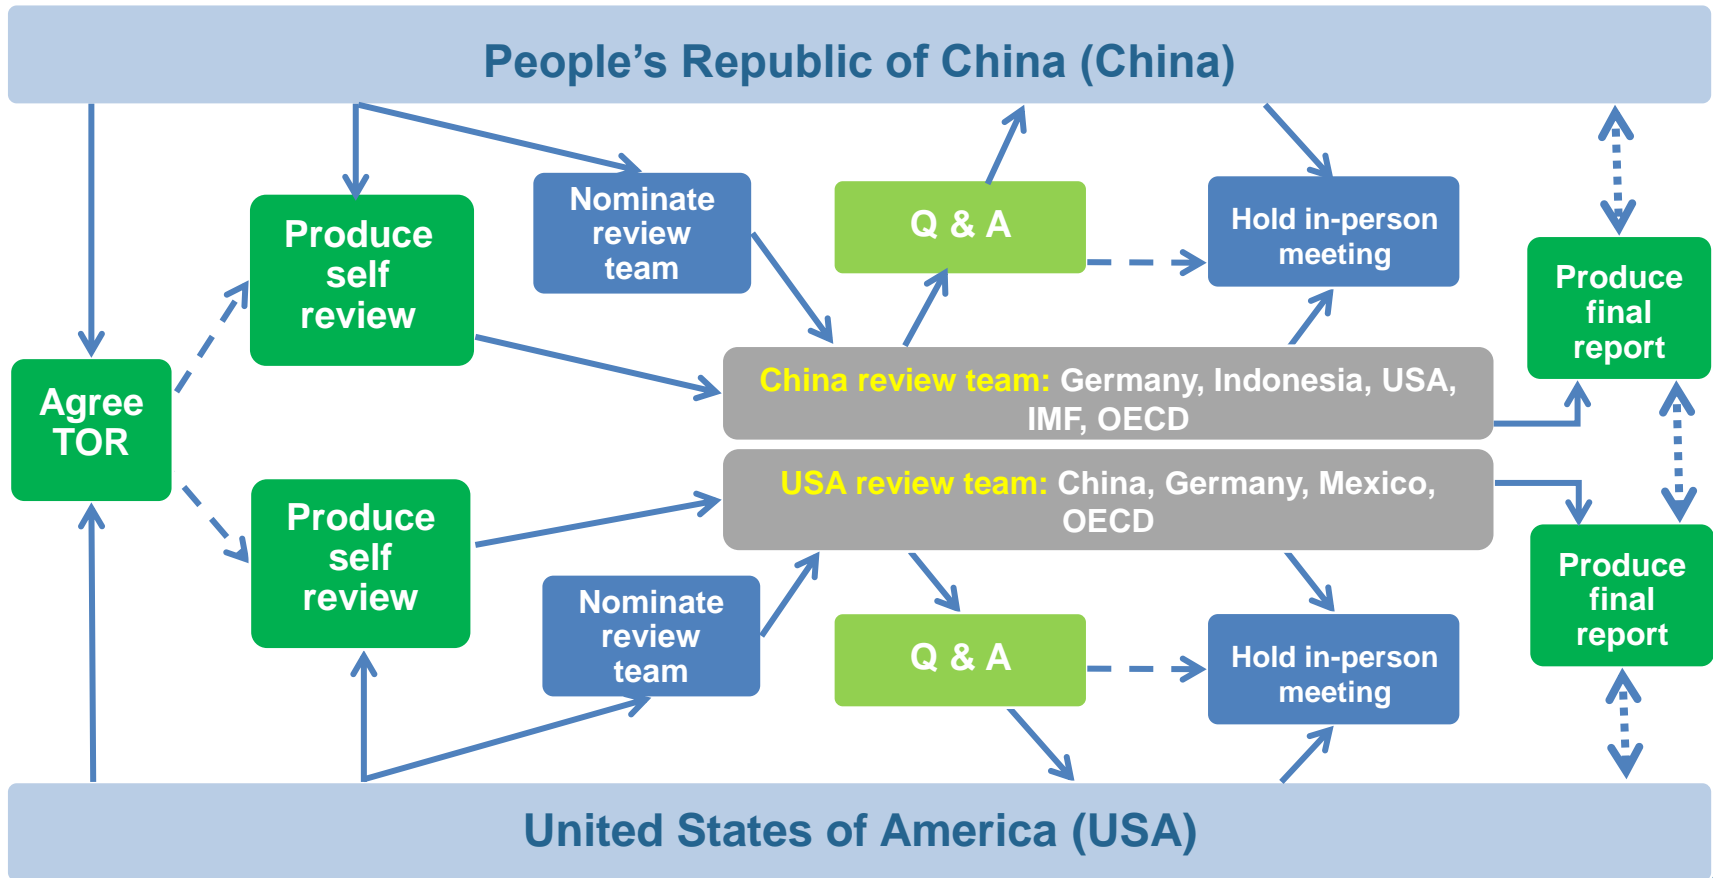 People’s Republic of China (China)
Produce
self
review
Nominate
review
team
Q & A
Hold in-person
meeting
Produce
final
report
Agree
TOR
China review team: Germany, Indonesia, USA,
IMF, OECD
USA review team: China, Germany, Mexico,
OECD
Produce
self
review
Nominate
review
team
Q & A
Hold in-person
meeting
Produce
final
report
United States of America (USA)